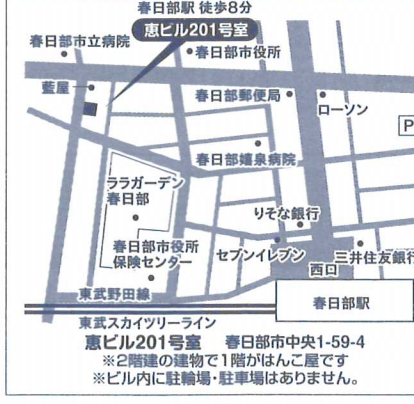 春日部駅 徒歩8分
恵ビル201号室
春日部市立病院
春日部市役所
藍屋
春日部郵便局
ローソン
P
春日部嬉泉病院
ララガーデン
春日部
りそな銀行
春日部市役所
保険センター
セブンイレブン
三井住友銀行
西口
東武野田線
春日部駅
東武スカイツリーライン
恵ビル201号室 春日部市中央1-59-4
※2階建の建物で1階がはんこ屋です
※ビル内に駐輪場・駐車場はありません。